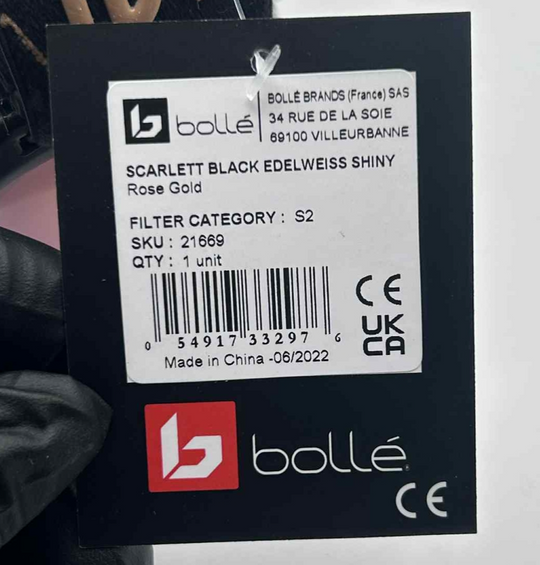 bollé
BOLLÉ BRANDS (France) SAS
34 RUE DE LA SOIE
69100 VILLEURBANNE
SCARLETT BLACK EDELWEISS SHINY
Rose Gold
FILTER CATEGORY : S2
SKU : 21669
QTY : 1 unit
0 54917 33297 6
CE
UK
CA
Made in China -06/2022
bollé
CE